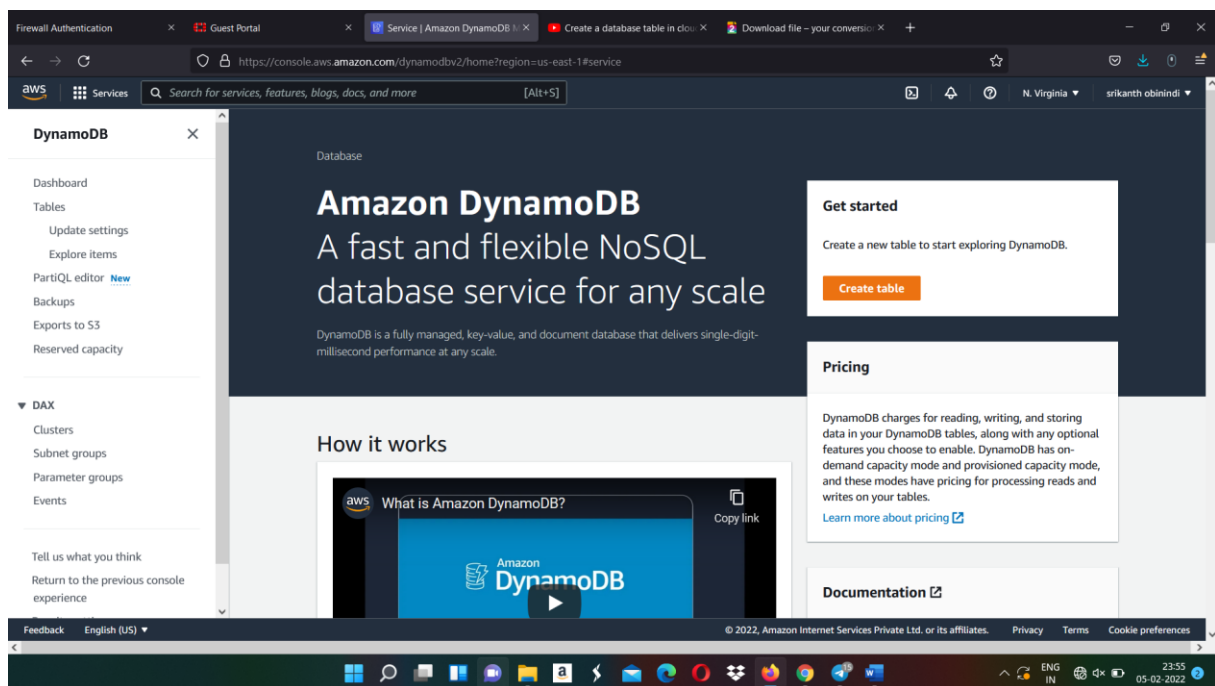 Firewall Authentication
Guest Portal
Service | Amazon DynamoDB
Create a database table in clou
Download file – your conversion
https://console.aws.amazon.com/dynamodbv2/home?region=us-east-1#service
aws
Services
Search for services, features, blogs, docs, and more
[Alt+S]
N. Virginia
srikanth obinindi
DynamoDB
Dashboard
Tables
Update settings
Explore items
PartiQL editor New
Backups
Exports to S3
Reserved capacity
DAX
Clusters
Subnet groups
Parameter groups
Events
Tell us what you think
Return to the previous console
experience
Database
Amazon DynamoDB
A fast and flexible NoSQL
database service for any scale
DynamoDB is a fully managed, key-value, and document database that delivers single-digit-
millisecond performance at any scale.
How it works
aws
What is Amazon DynamoDB?
Copy link
Amazon
DynamoDB
Get started
Create a new table to start exploring DynamoDB.
Create table
Pricing
DynamoDB charges for reading, writing, and storing
data in your DynamoDB tables, along with any optional
features you choose to enable. DynamoDB has on-
demand capacity mode and provisioned capacity mode,
and these modes have pricing for processing reads and
writes on your tables.
Learn more about pricing
Documentation
Feedback
English (US)
© 2022, Amazon Internet Services Private Ltd. or its affiliates.
Privacy
Terms
Cookie preferences
a
15
ENG
IN
23:55
05-02-2022
2